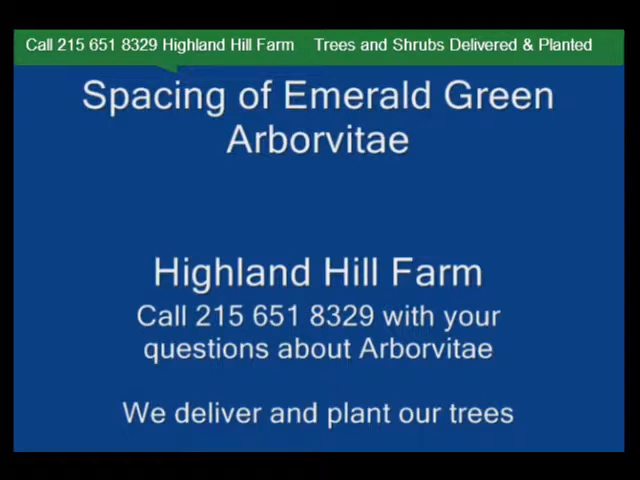 Call 215 651 8329 Highland Hill Farm    Trees and Shrubs Delivered & Planted
Spacing of Emerald Green
Arborvitae
Highland Hill Farm
Call 215 651 8329 with your
questions about Arborvitae
We deliver and plant our trees